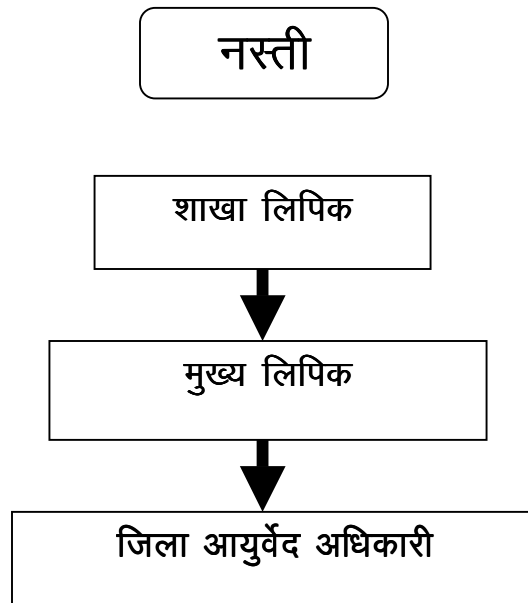 नस्ती
शाखा लिपिक
मुख्य लिपिक
जिला आयुर्वेद अधिकारी